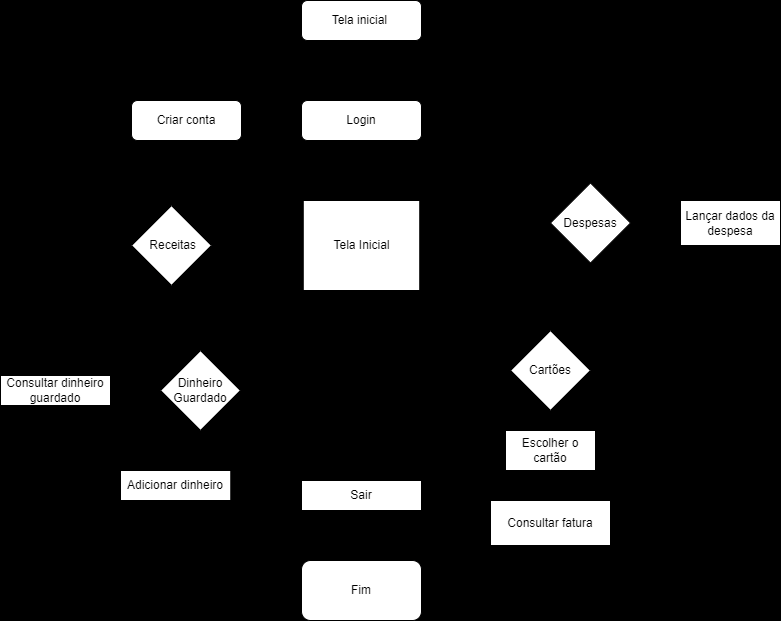 Tela inicial
Criar conta
Login
Receitas
Tela Inicial
Despesas
Lançar dados da
despesa
Consultar dinheiro
guardado
Dinheiro
Guardado
Cartões
Escolher o
cartão
Adicionar dinheiro
Sair
Consultar fatura
Fim